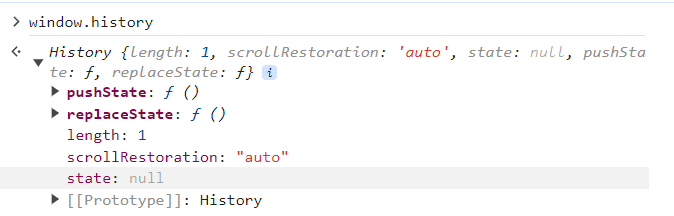 window.history
History {length: 1, scrollRestoration: 'auto', state: null, pushSta
te: ƒ, replaceState: ƒ} i
pushState: ƒ ()
replaceState: ƒ ()
length: 1
scrollRestoration: "auto"
state: null
[[Prototype]]: History